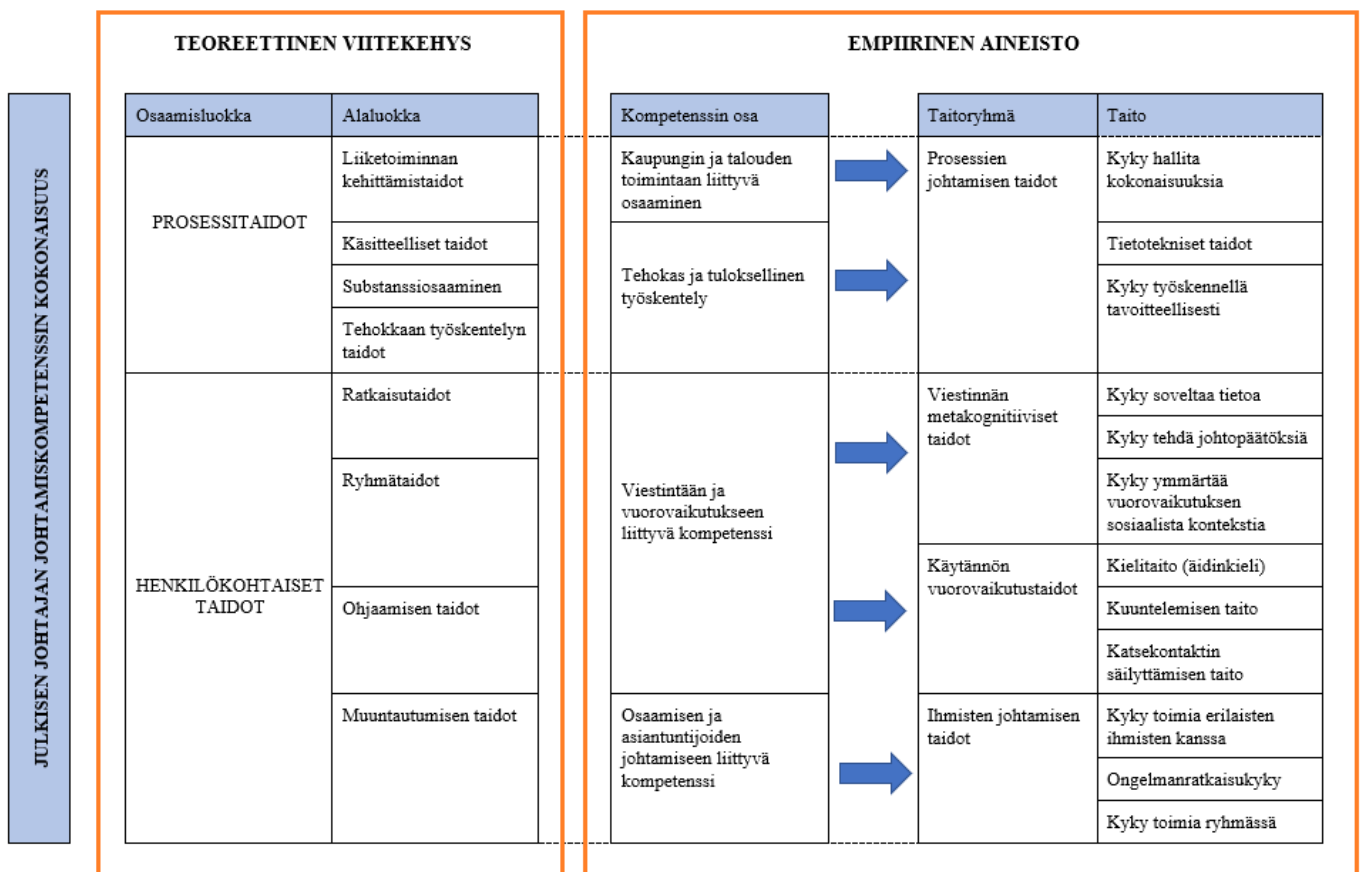 TEOREETTINEN VIITEKEHYS
EMPIIRINEN AINEISTO
JULKISEN JOHTAJAN JOHTAMISKOMPETENSSIN KOKONAISUUS
Osaamisluokka
Alaluokka
PROSESSITAIDOT
Liiketoiminnan
kehittämistaidot
Käsitteelliset taidot
Substanssiosaaminen
Tehokkaan työskentelyn
taidot
HENKILÖKOHTAISET
TAIDOT
Ratkaisutaidot
Ryhmätaidot
Ohjaamisen taidot
Muuntautumisen taidot
Kompetenssin osa
Kaupungin ja talouden
toimintaan liittyvä
osaaminen
Tehokas ja tuloksellinen
työskentely
Viestintään ja
vuorovaikutukseen
liittyvä kompetenssi
Osaamisen ja
asiantuntijoiden
johtamiseen liittyvä
kompetenssi
Taitoryhmä
Taito
Prosessien
johtamisen taidot
Kyky hallita
kokonaisuuksia
Tietotekniset taidot
Kyky työskennellä
tavoitteellisesti
Viestinnän
metakognitiiviset
taidot
Kyky soveltaa tietoa
Kyky tehdä johtopäätöksiä
Kyky ymmärtää
vuorovaikutuksen
sosiaalista kontekstia
Käytännön
vuorovaikutustaidot
Kielitaito (äidinkieli)
Kuuntelemisen taito
Katsekontaktin
säilyttämisen taito
Ihmisten johtamisen
taidot
Kyky toimia erilaisten
ihmisten kanssa
Ongelmanratkaisukyky
Kyky toimia ryhmässä